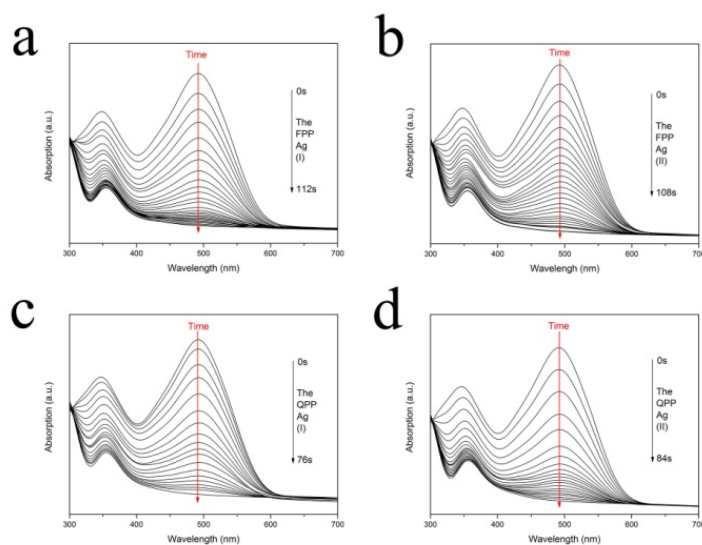 a
Time
0s
The
FPP
Ag
(I)
112s
Absorption (a.u.)
300 400 500 600 700
Wavelength (nm)
b
Time
0s
The
FPP
Ag
(II)
108s
Absorption (a.u.)
300 400 500 600 700
Wavelength (nm)
c
Time
0s
The
QPP
Ag
(I)
76s
Absorption (a.u.)
300 400 500 600 700
Wavelength (nm)
d
Time
0s
The
QPP
Ag
(II)
84s
Absorption (a.u.)
300 400 500 600 700
Wavelength (nm)